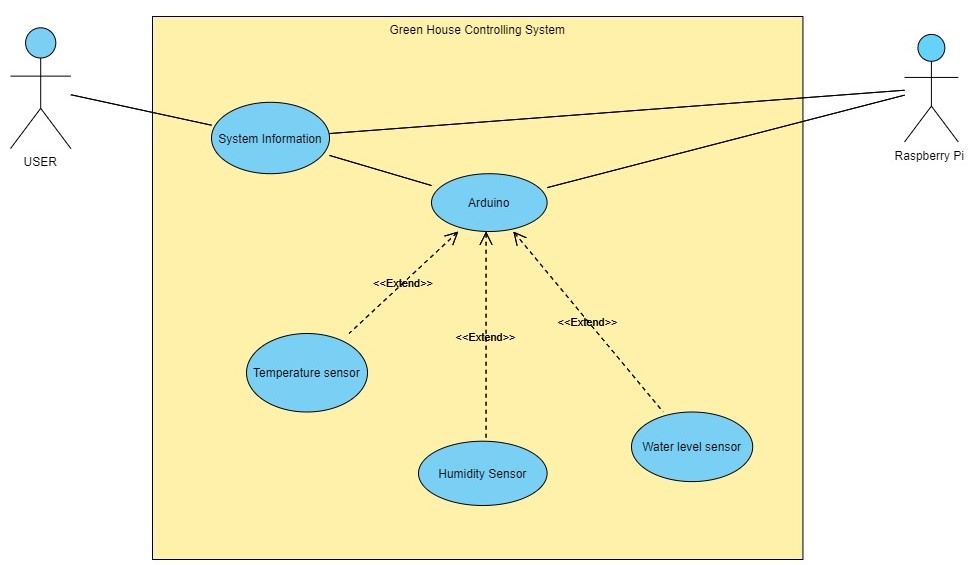 Green House Controlling System
USER
Raspberry Pi
System Information
Arduino
<<Extend>>
<<Extend>>
<<Extend>>
Temperature sensor
Water level sensor
Humidity Sensor